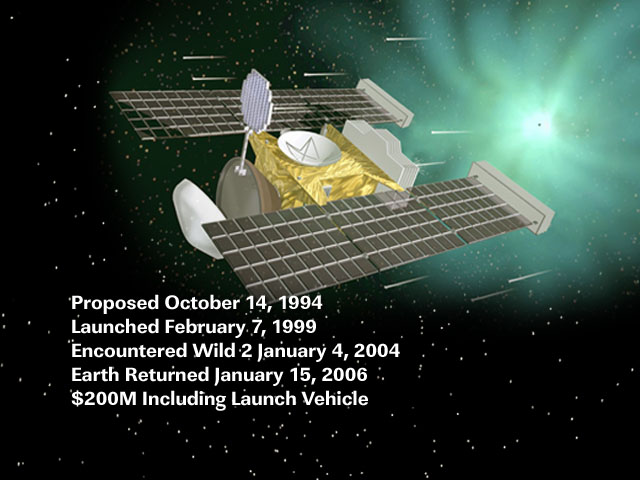 Proposed October 14, 1994
Launched February 7, 1999
Encountered Wild 2 January 4, 2004
Earth Returned January 15, 2006
$200M Including Launch Vehicle